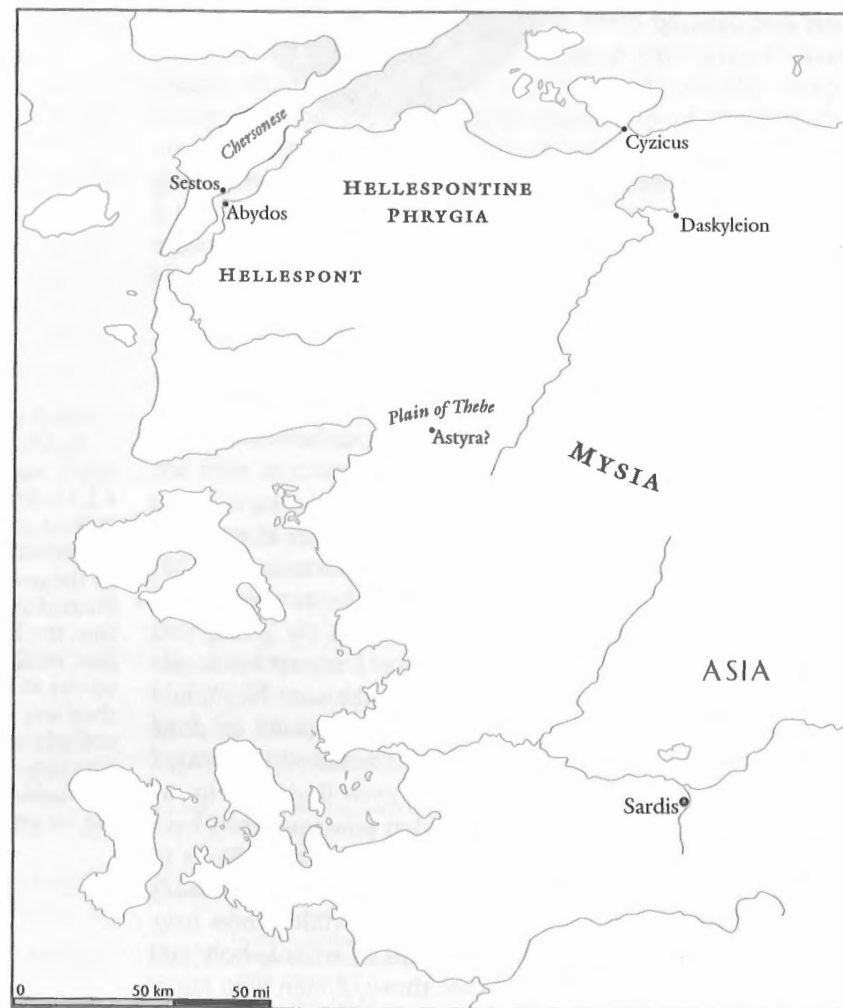 Chersonese
Cyzicus
Sestos
Abydos
HELLESPONTINE
PHRYGIA
Daskyleion
HELLESPONT
Plain of Thebe
Astyra?
MYSIA
ASIA
Sardis
0 50 km 50 mi